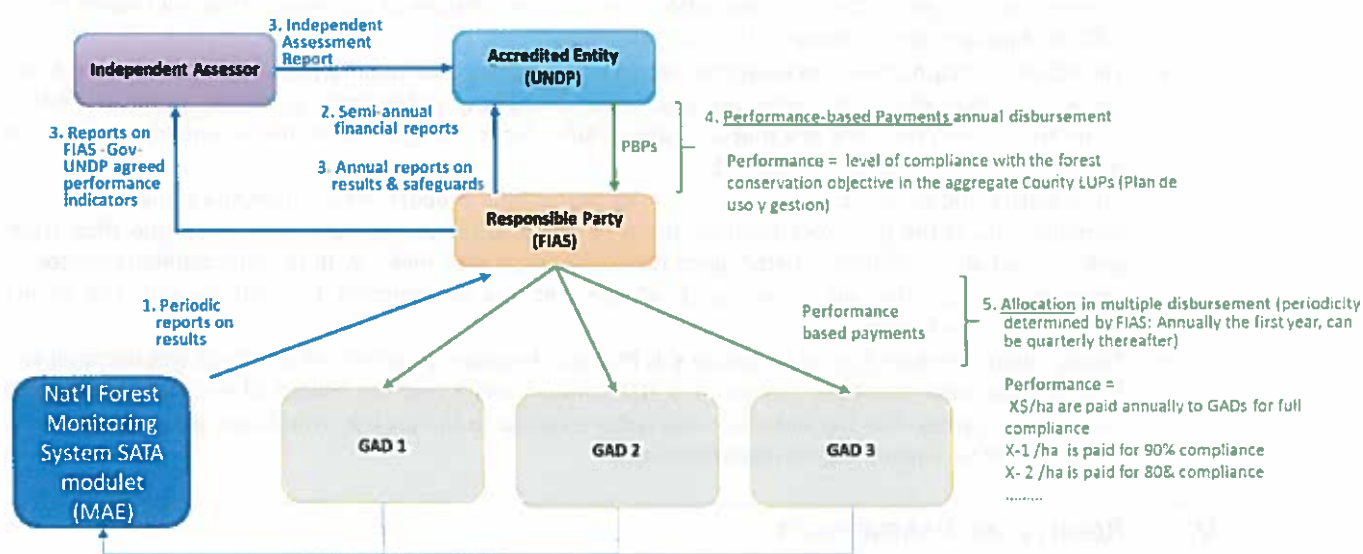 3. Independent
Assessment
Report
Independent Assessor
Accredited Entity
(UNDP)
3. Reports on
FIAS -Gov-
UNDP agreed
performance
indicators
2. Semi-annual
financial reports
3. Annual reports on
results & safeguards
PBPs
4. Performance-based Payments annual disbursement
Performance = level of compliance with the forest
conservation objective in the aggregate County LUPs (Plan de
uso y gestion)
Responsible Party
(FIAS)
1. Periodic
reports on
results
Performance
based payments
5. Allocation in multiple disbursement (periodicity
determined by FIAS: Annually the first year, can
be quarterly thereafter)
Performance =
X$/ha are paid annually to GADs for full
compliance
X-1 /ha is paid for 90% compliance
X- 2 /ha is paid for 80& compliance
.........
Nat'l Forest
Monitoring
System SATA
modulet
(MAE)
GAD 1
GAD 2
GAD 3